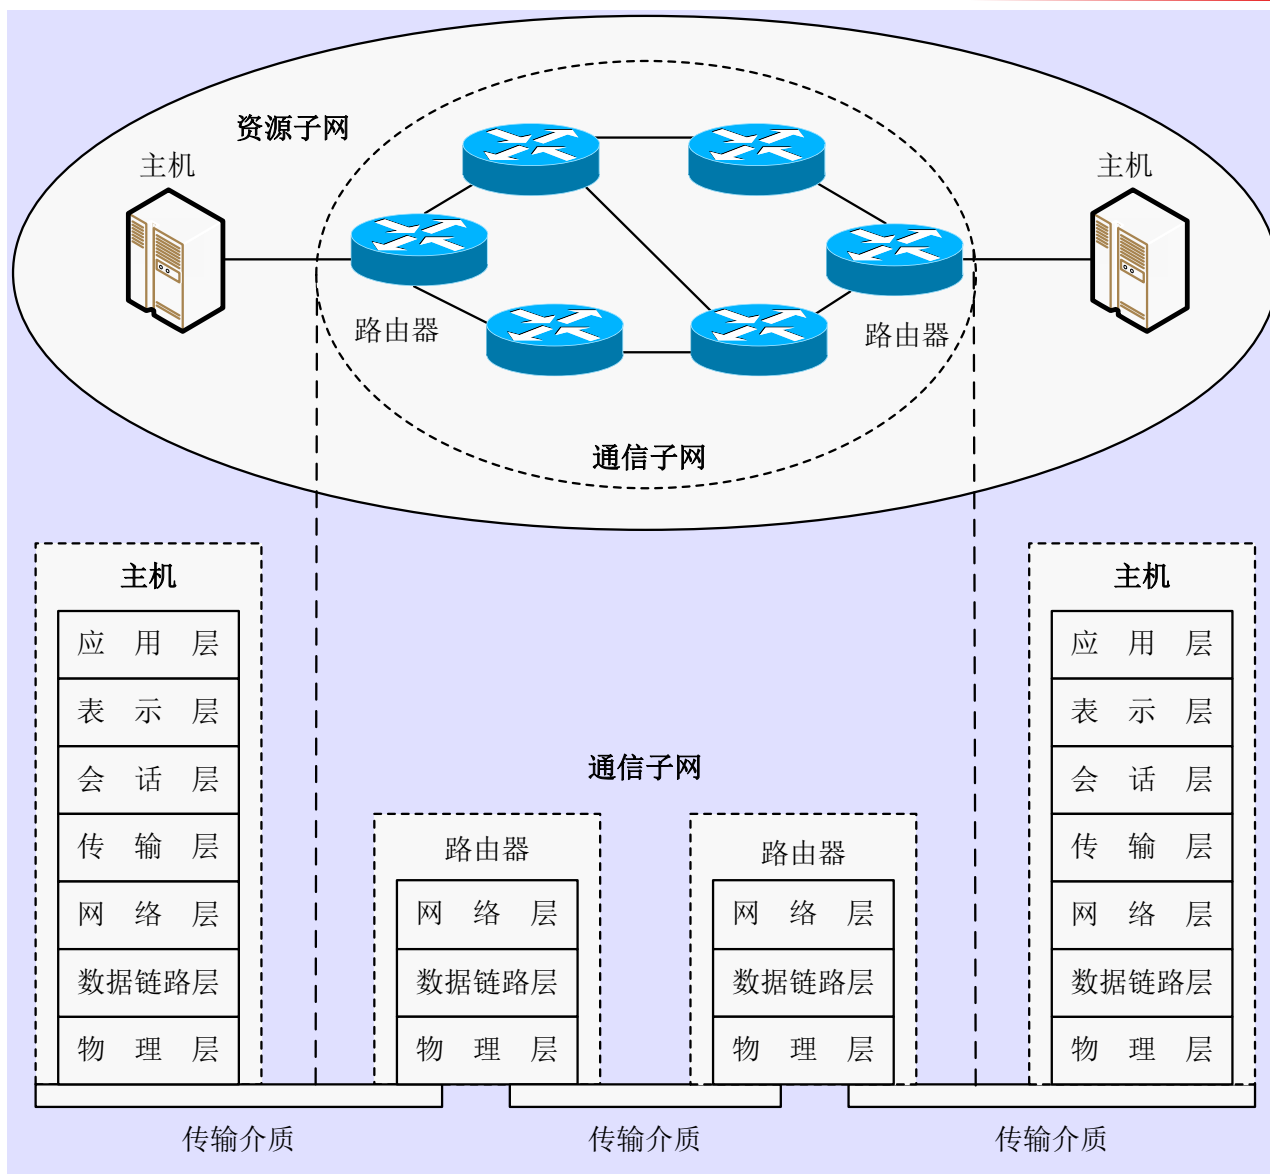 资源子网
主机
主机
路由器
路由器
通信子网
主机
主机
应用层
应用层
表示层
表示层
会话层
会话层
通信子网
传输层
路由器
路由器
传输层
网络层
网络层
网络层
网络层
数据链路层
数据链路层
数据链路层
数据链路层
物理层
物理层
物理层
物理层
传输介质
传输介质
传输介质